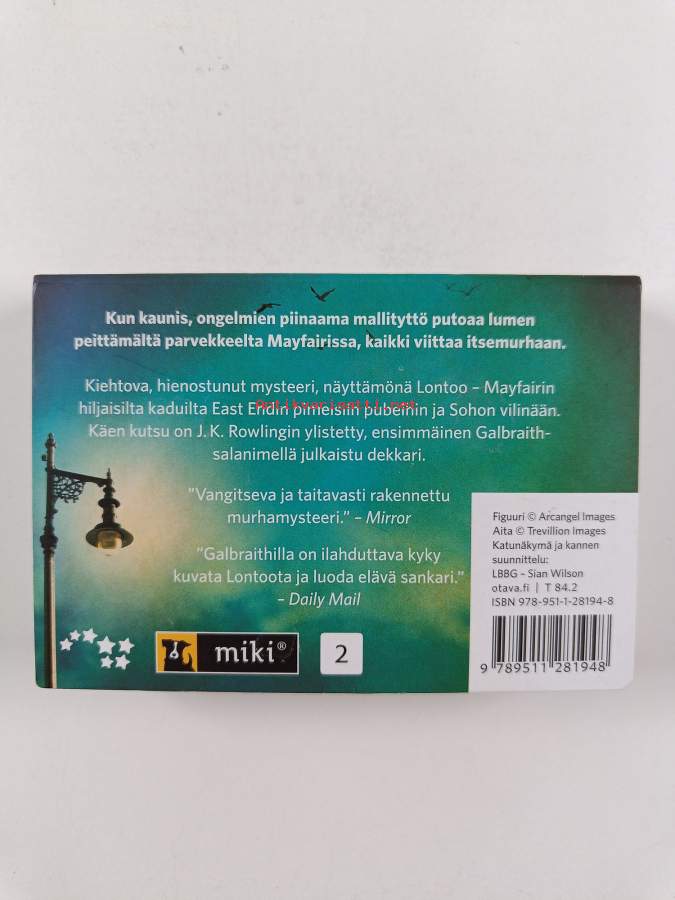 Kun kaunis, ongelmien piinaama mallityttö putoaa lumen
peittämältä parvekkeelta Mayfairissa, kaikki viittaa itsemurhaan.
Kiehtova, hienostunut mysteeri, näyttämönä Lontoo – Mayfairin
hiljaisilta kaduilta East Endin pimeisiin pubeihin ja Sohon vilinään.
Antikvariaatti.net
Käen kutsu on J. K. Rowlingin ylistetty, ensimmäinen Galbraith-
salanimellä julkaistu dekkari.
"Vangitseva ja taitavasti rakennettu
murhamysteeri." – Mirror
"Galbraithilla on ilahduttava kyky
kuvata Lontoota ja luoda elävä sankari."
– Daily Mail
miki®
2
Figuuri © Arcangel Images
Aita © Trevillion Images
Katunäkymä ja kannen
suunnittelu:
LBBG – Sian Wilson
otava.fi | T 84.2
ISBN 978-951-1-28194-8
9 789511 281948